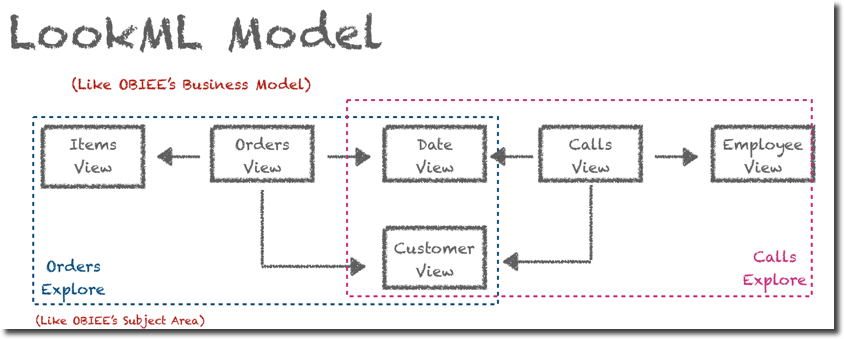 LookML Model
(Like OBIEE's Business Model)
Items
View
Orders
View
Date
View
Calls
View
Employee
View
Customer
View
Orders
Explore
Calls
Explore
(Like OBIEE's Subject Area)